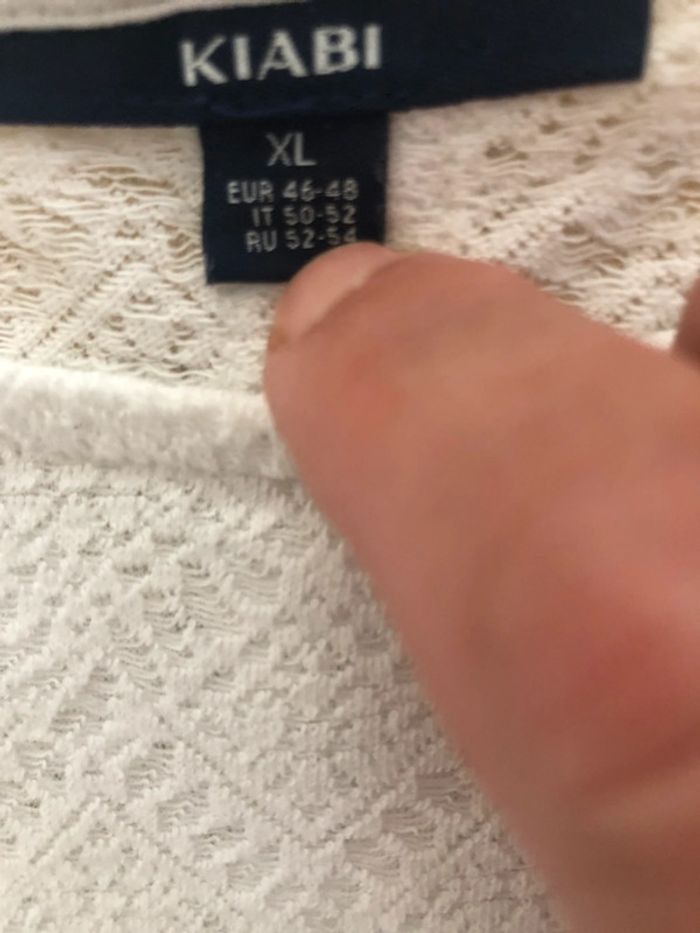 KIABI
XL
EUR 46-48
IT 50-52
RU 52-54